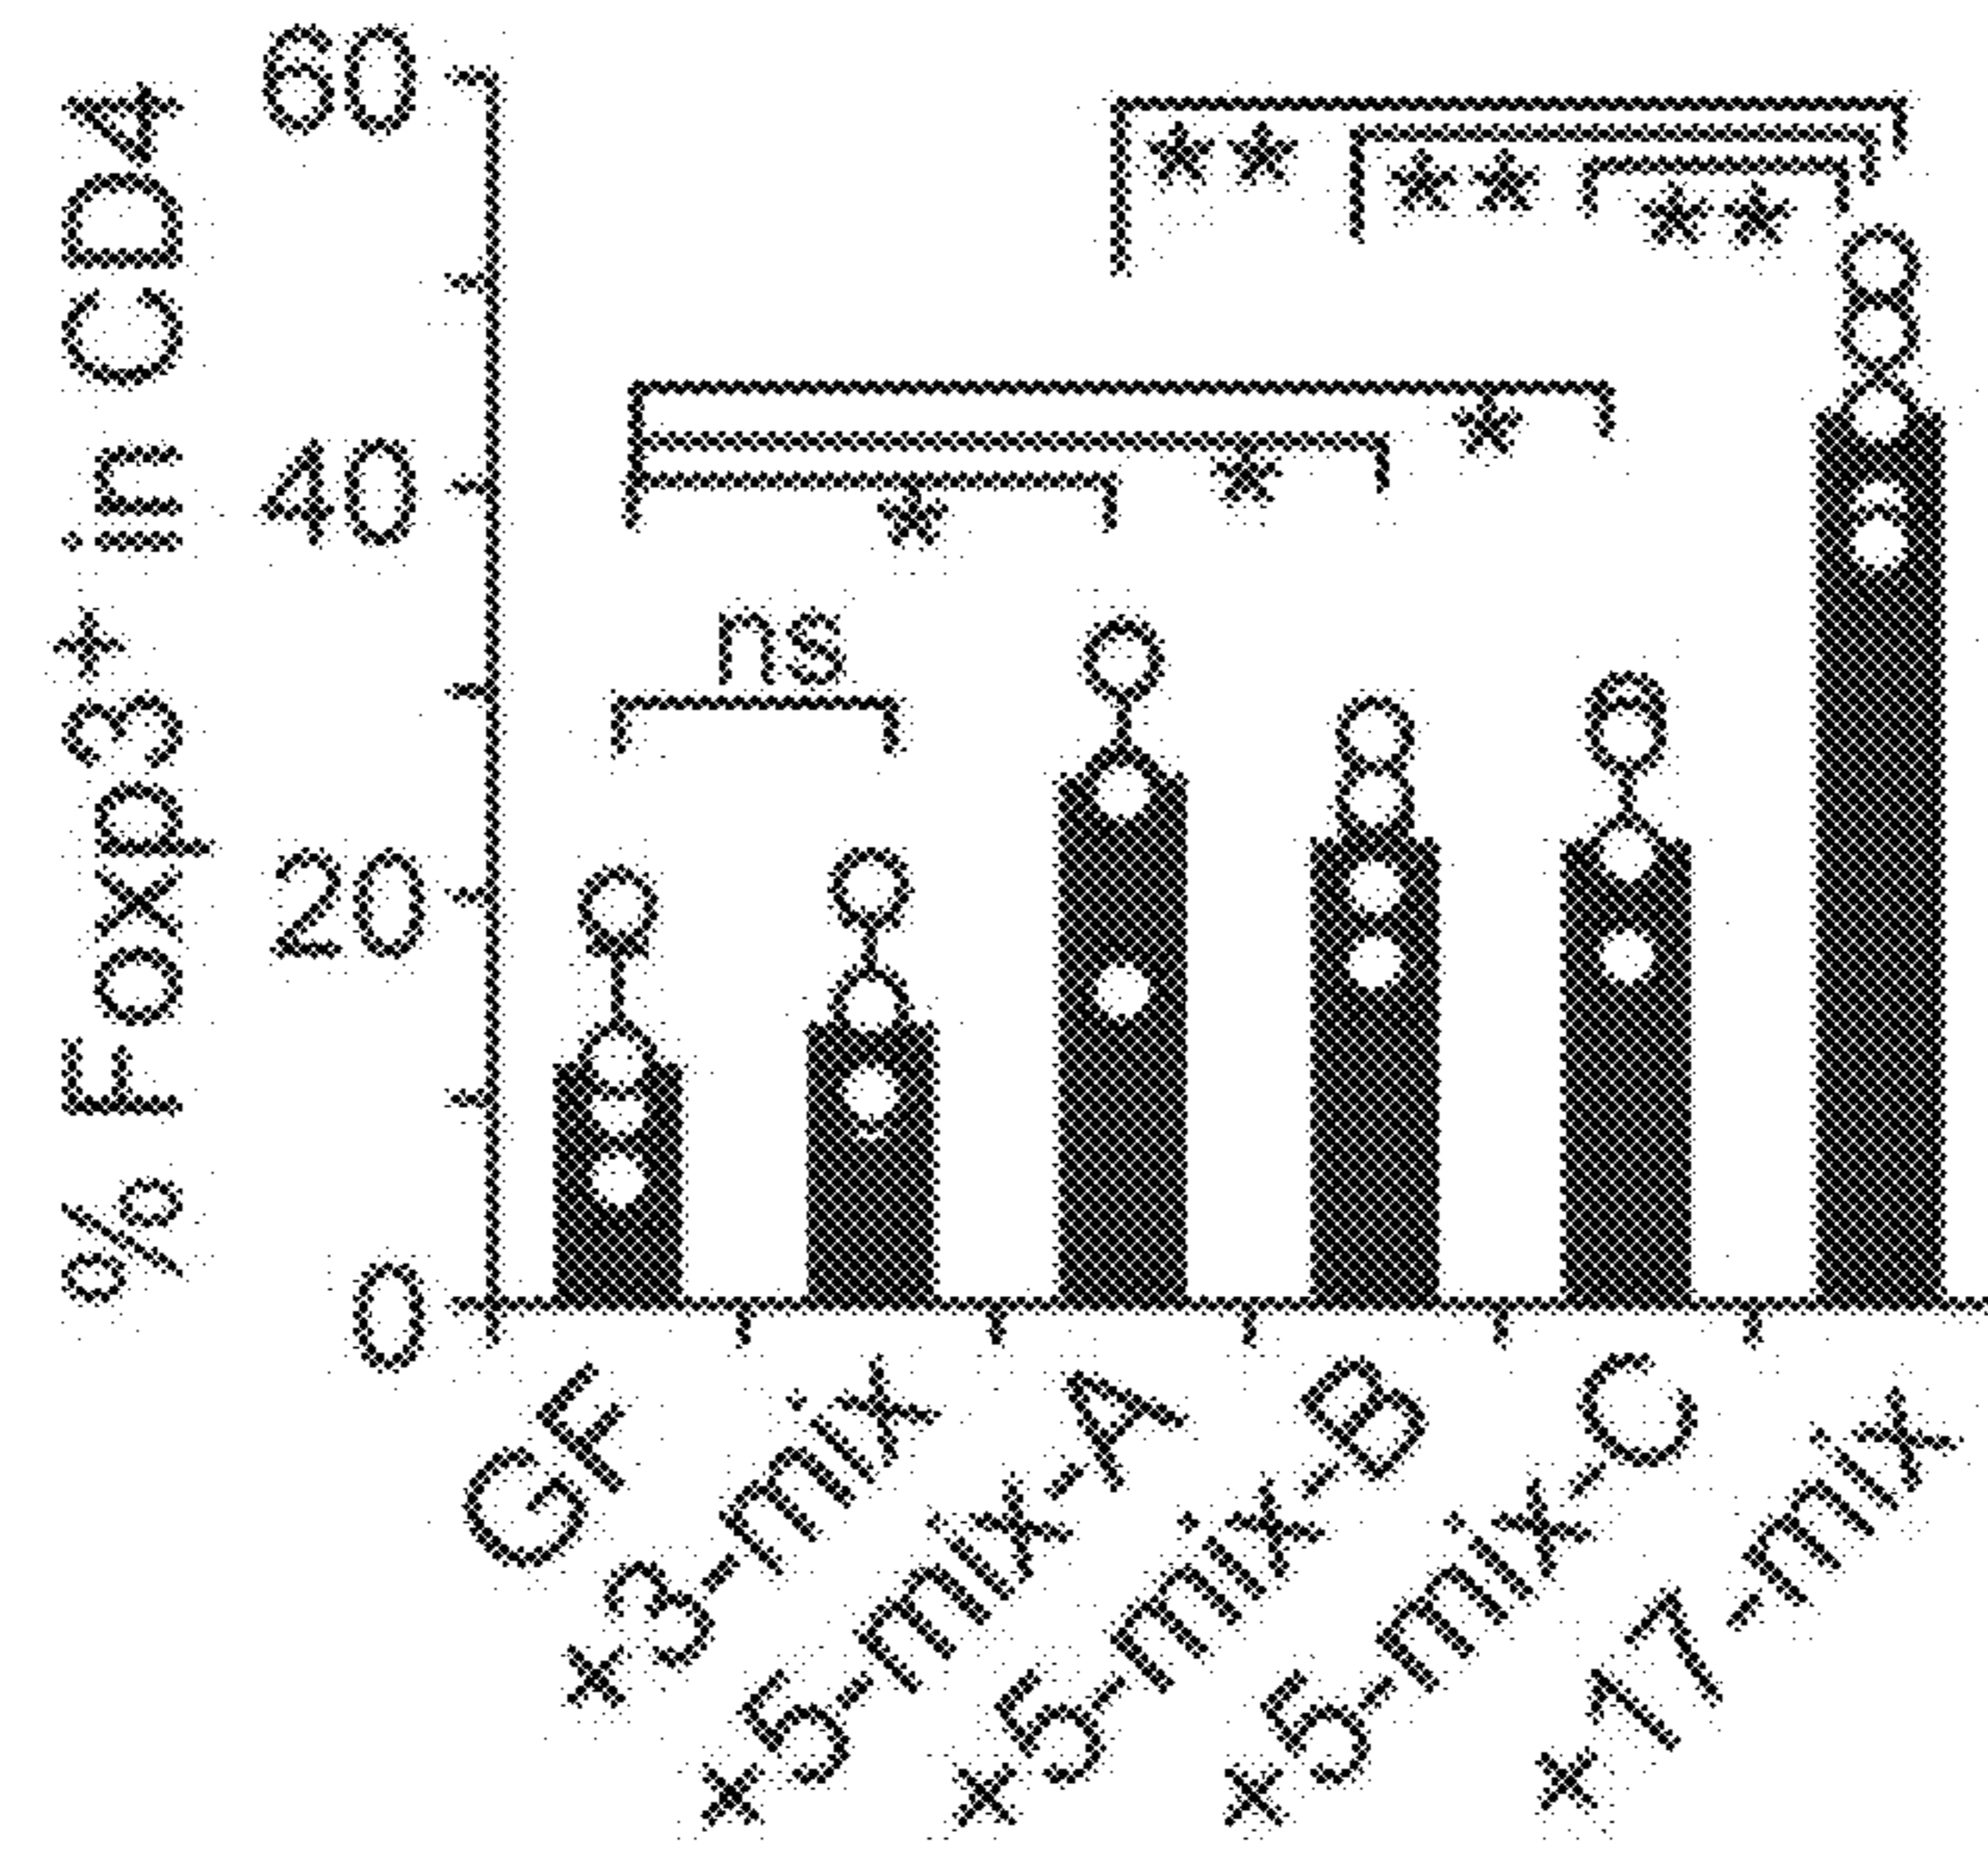 % Foxp3+ in CD4
60
40
20
0
**
**
**
*
*
*
ns
GF
+3-mix
+5-mix-A
+5-mix-B
+5-mix-C
+17-mix